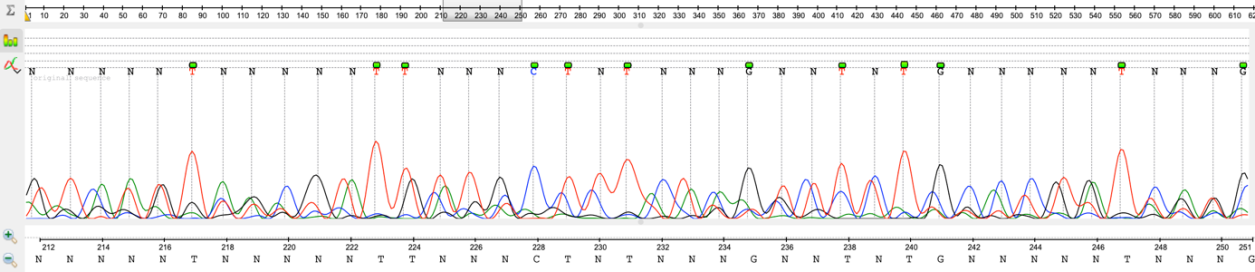 Σ 1 10 20 30 40 50 60 70 80 90 100 110 120 130 140 150 160 170 180 190 200 210 220 230 240 250 260 270 280 290 300 310 320 330 340 350 360 370 380 390 400 410 420 430 440 450 460 470 480 490 500 510 520 530 540 550 560 570 580 590 600 610
N N N N N T N N N N N T T N N N C T N T N N N G N N T N T G N N N N N T N N N G
original sequence
212 214 216 218 220 222 224 226 228 230 232 234 236 238 240 242 244 246 248 250 251
N N N N N T N N N N N T T N N N C T N T N N N G N N T N T G N N N N N T N N N G